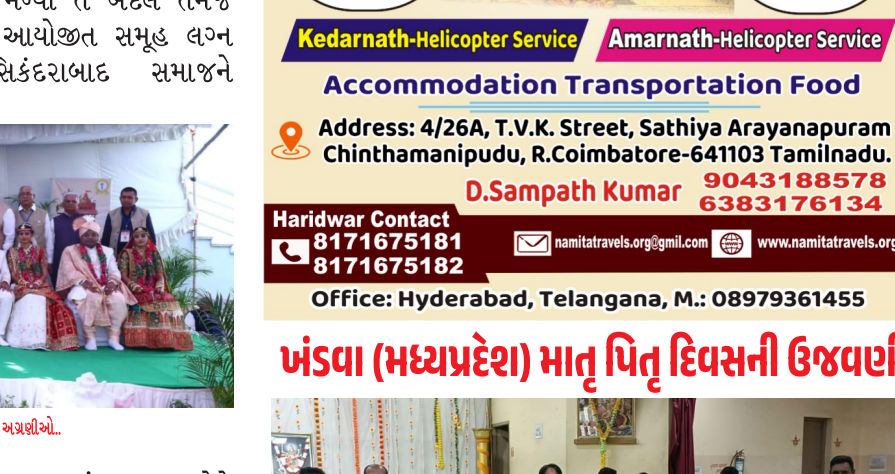 આયોજીત સમૂહ લગ્ન
સિકંદરાબાદ સમાજને
અગ્રણીઓ..
Kedarnath-Helicopter Service
Amarnath-Helicopter Service
Accommodation Transportation Food
Address: 4/26A, T.V.K. Street, Sathiya Arayanapuram
Chinthamanipudu, R.Coimbatore-641103 Tamilnadu.
D.Sampath Kumar 9043188578
6383176134
Haridwar Contact
8171675181
8171675182
namitatravels.org@gmil.com
www.namitatravels.org
Office: Hyderabad, Telangana, M.: 08979361455
ખંડવા (મધ્યપ્રદેશ) માતૃ પિતૃ દિવસની ઉજવણી